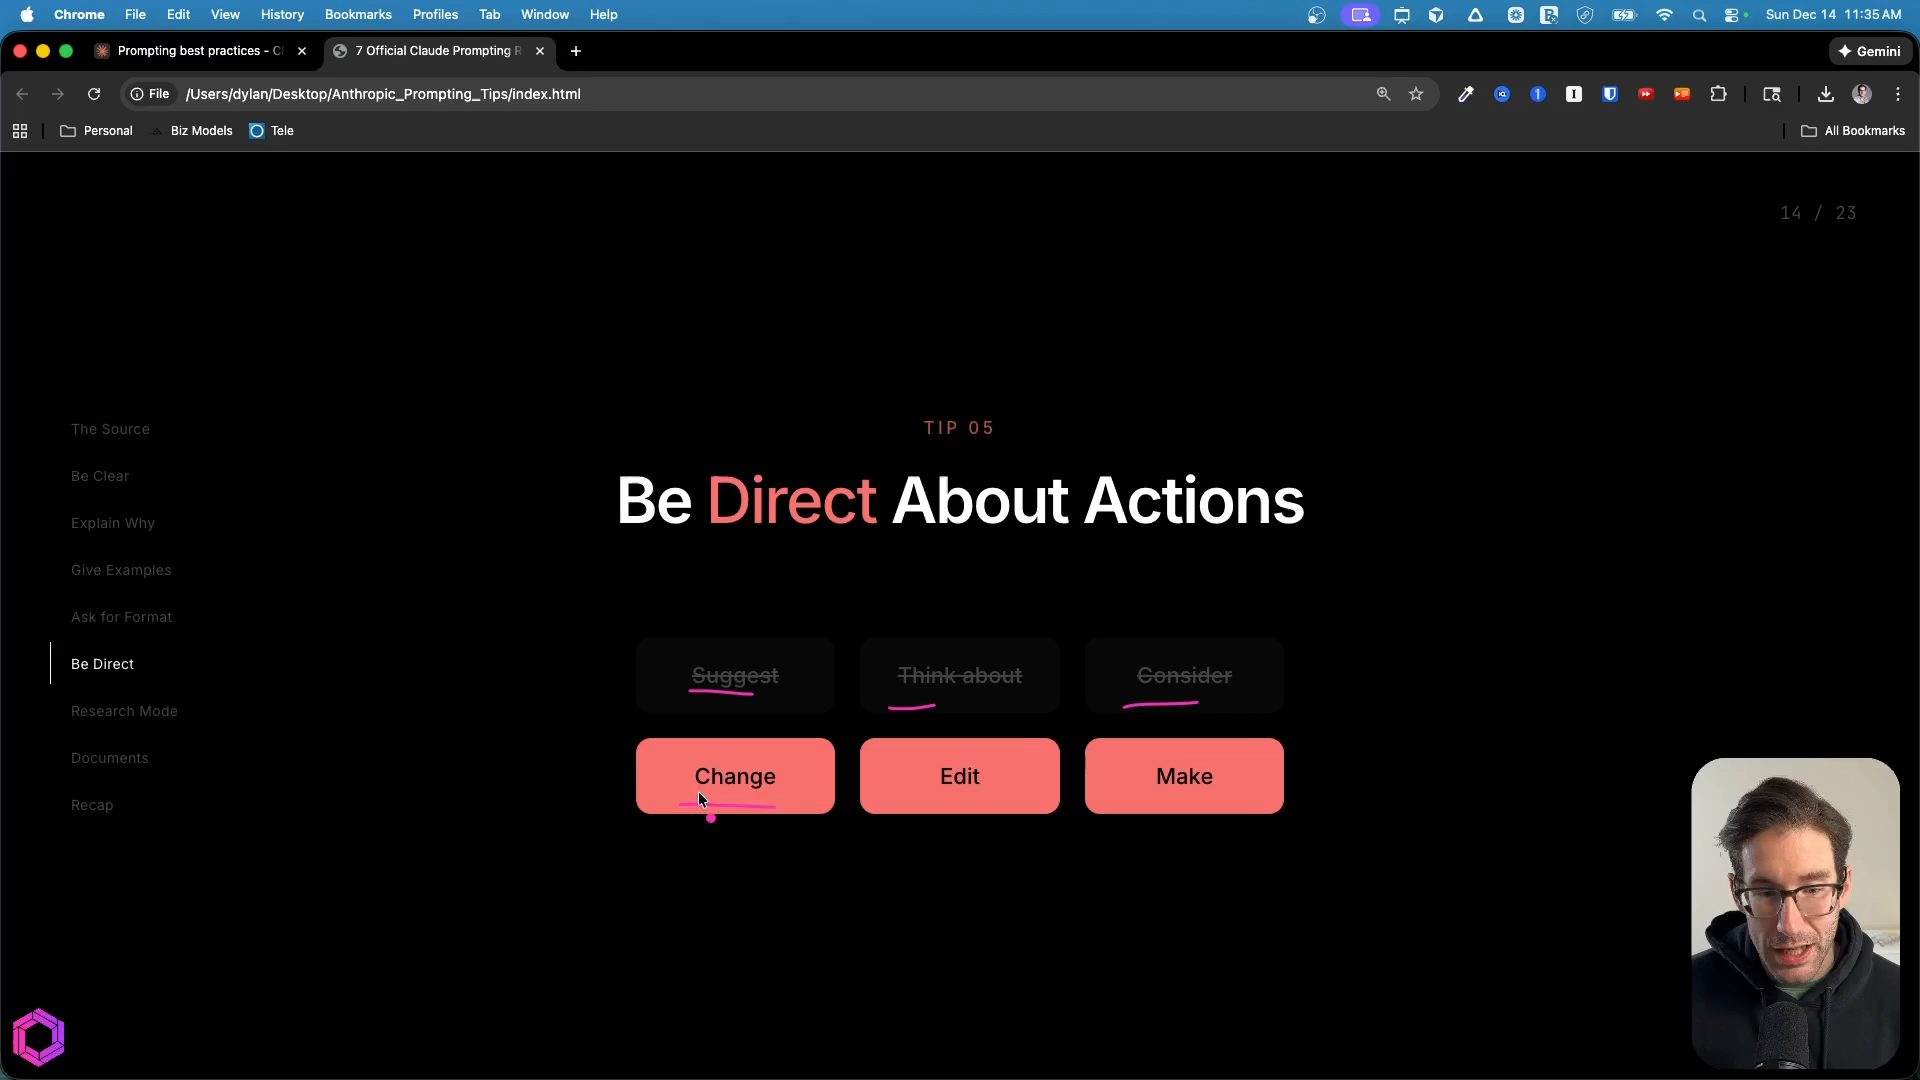 Chrome File Edit View History Bookmarks Profiles Tab Window Help Sun Dec 14 11:35 AM
Prompting best practices - Cl 7 Official Claude Prompting R Gemini
File /Users/dylan/Desktop/Anthropic_Prompting_Tips/index.html
Personal Biz Models Tele All Bookmarks
14 / 23
The Source
Be Clear
Explain Why
Give Examples
Ask for Format
Be Direct
Research Mode
Documents
Recap
TIP 05
Be Direct About Actions
Suggest Think about Consider
Change Edit Make